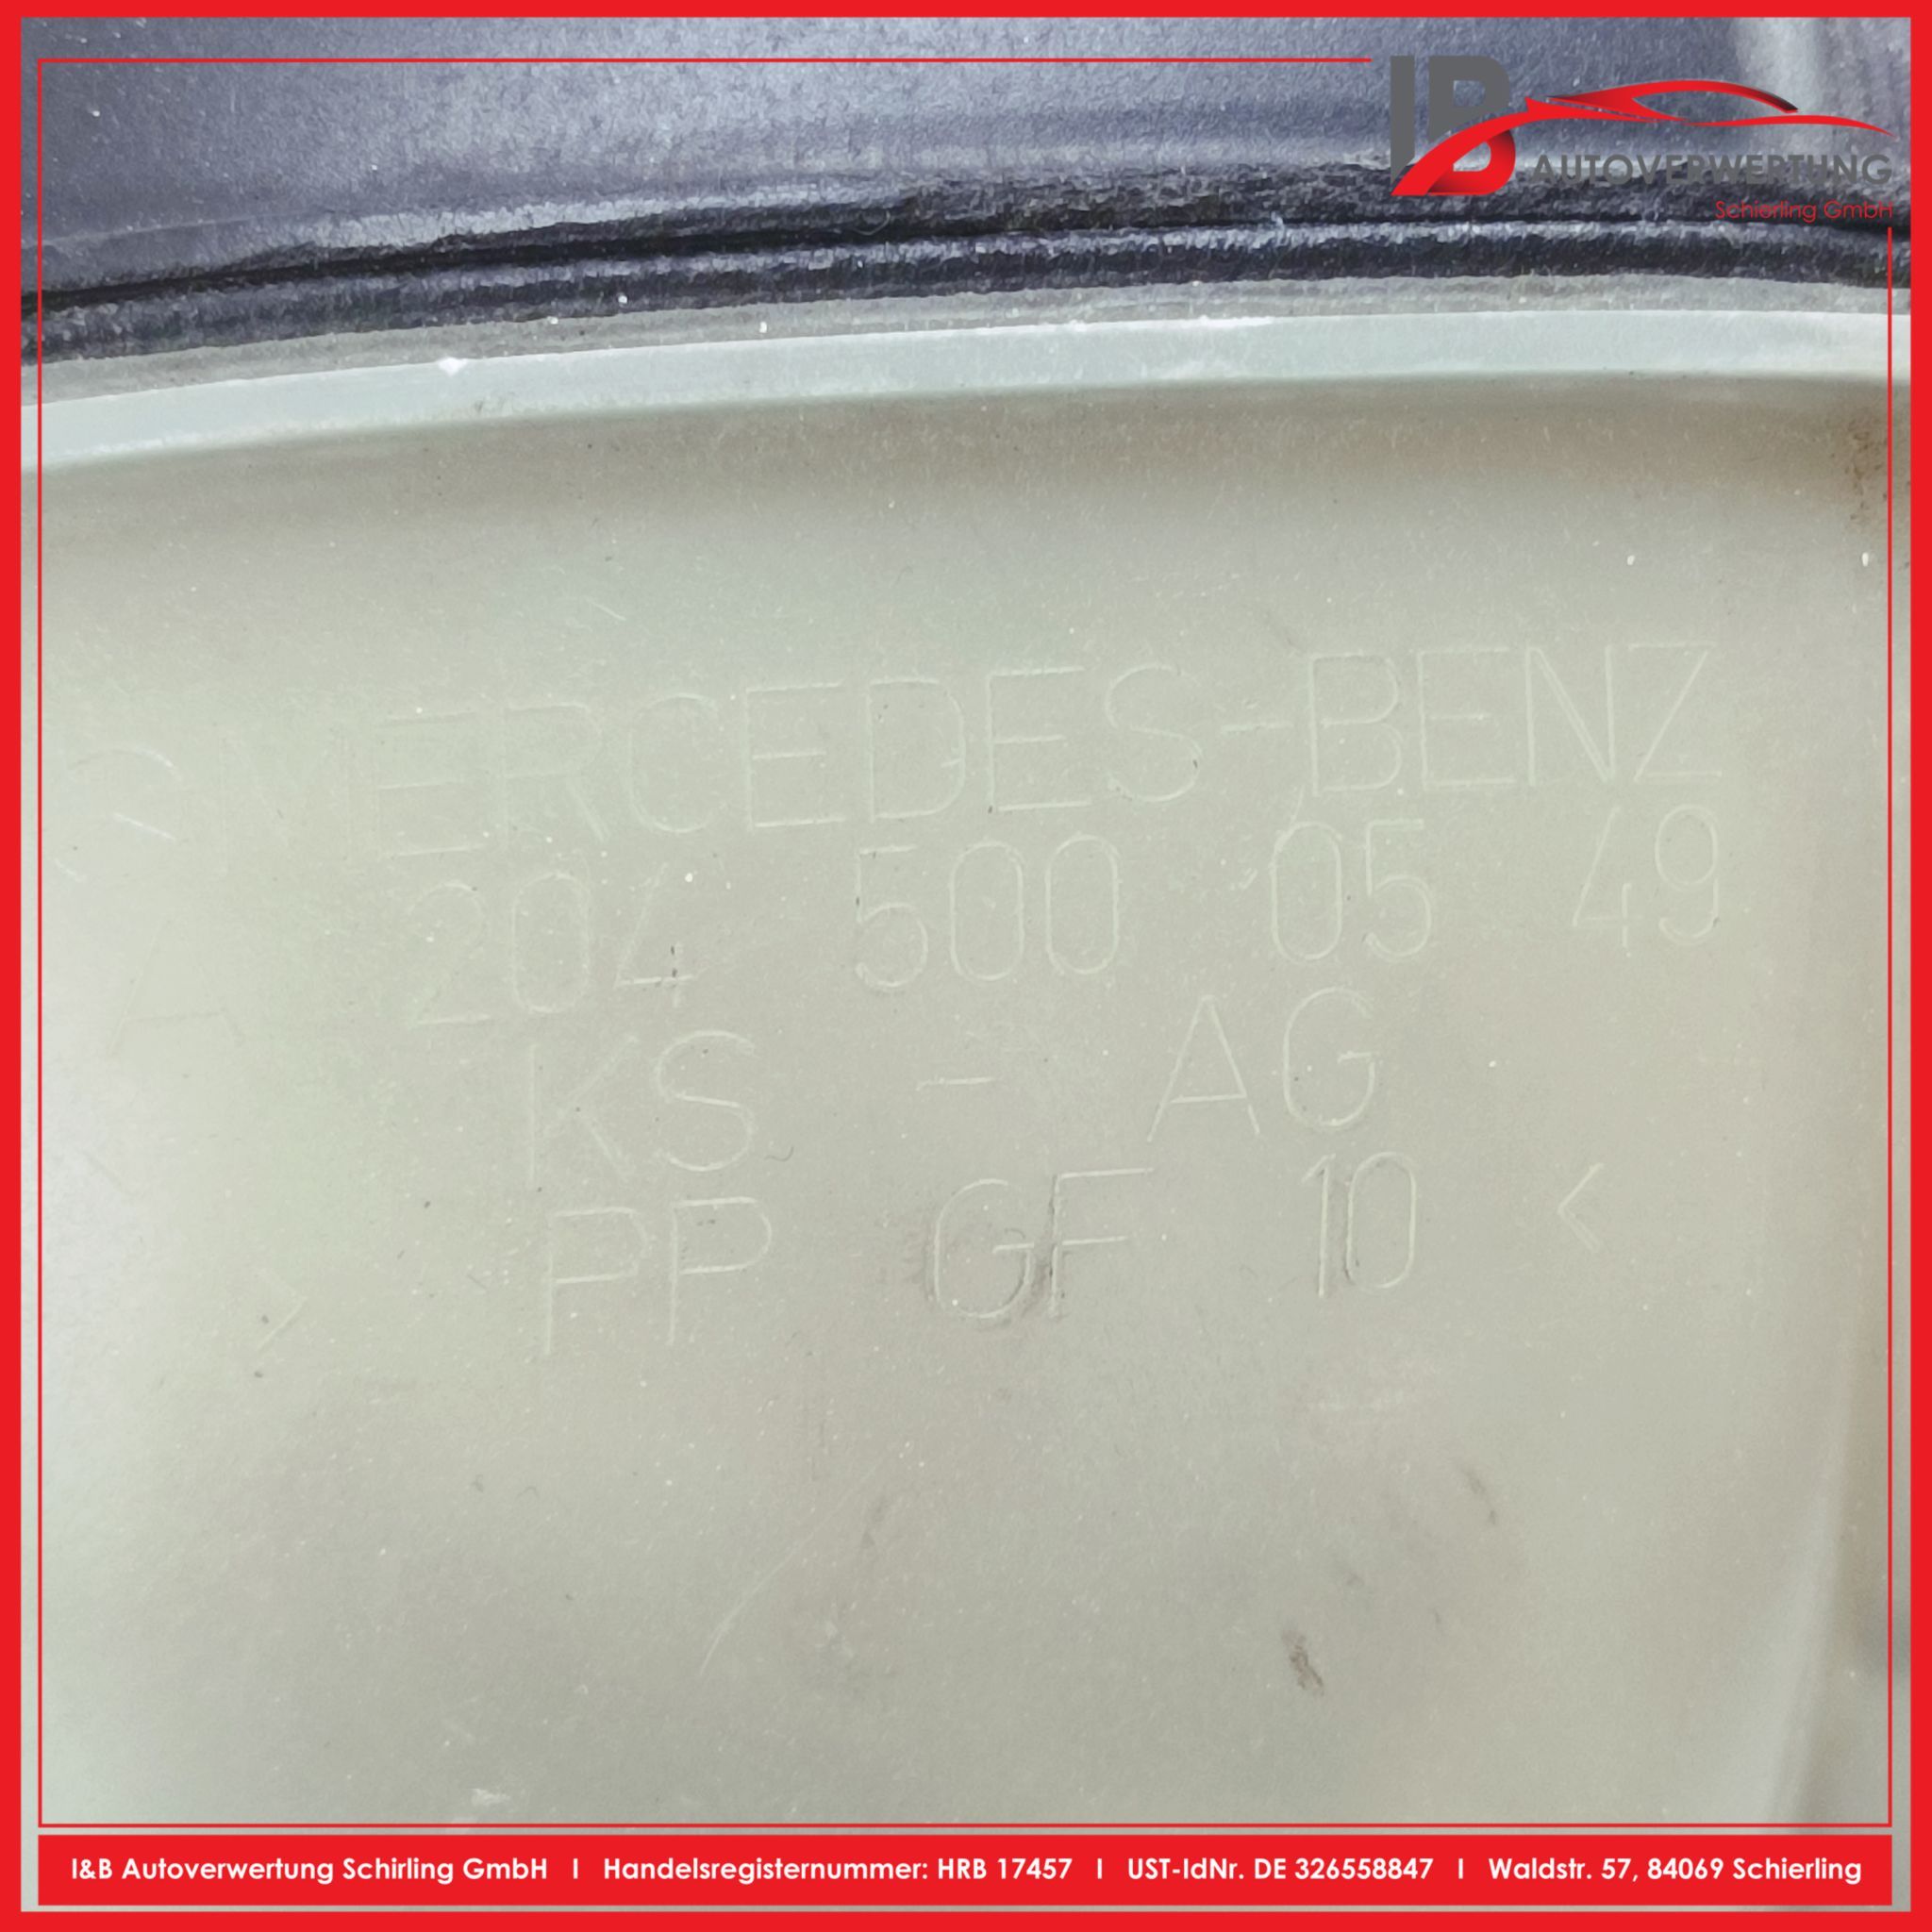 IB
AUTOVERWERTUNG
Schierling GmbH
MERCEDES-BENZ
A 204 500 05 49
KS - AG
> PP GF 10 <
I&B Autoverwertung Schirling GmbH I Handelsregisternummer: HRB 17457 I UST-IdNr. DE 326558847 I Waldstr. 57, 84069 Schierling